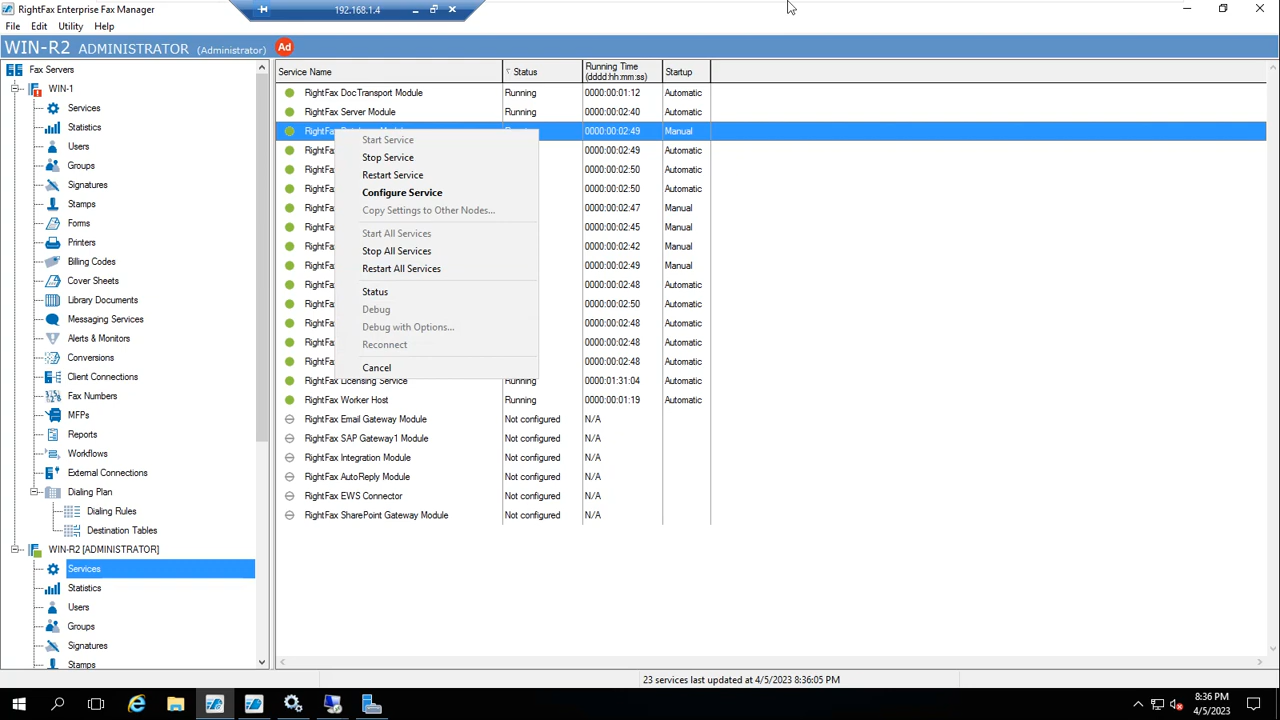 RightFax Enterprise Fax Manager
192.168.1.4
File Edit Utility Help
WIN-R2 ADMINISTRATOR (Administrator) Ad
Fax Servers
WIN-1
Services
Statistics
Users
Groups
Signatures
Stamps
Forms
Printers
Billing Codes
Cover Sheets
Library Documents
Messaging Services
Alerts & Monitors
Conversions
Client Connections
Fax Numbers
MFPs
Reports
Workflows
External Connections
Dialing Plan
Dialing Rules
Destination Tables
WIN-R2 [ADMINISTRATOR]
Services
Statistics
Users
Groups
Signatures
Stamps
Service Name Status Running Time (dddd:hh:mm:ss) Startup
RightFax DocTransport Module Running 0000:00:01:12 Automatic
RightFax Server Module Running 0000:00:02:40 Automatic
0000:00:02:49 Manual
0000:00:02:49 Automatic
0000:00:02:50 Automatic
0000:00:02:50 Automatic
0000:00:02:47 Manual
0000:00:02:45 Manual
0000:00:02:42 Manual
0000:00:02:49 Manual
0000:00:02:48 Automatic
0000:00:02:50 Automatic
0000:00:02:48 Automatic
0000:00:02:48 Automatic
0000:00:02:48 Automatic
RightFax Licensing Service Running 0000:01:31:04 Automatic
RightFax Worker Host Running 0000:00:01:19 Automatic
RightFax Email Gateway Module Not configured N/A
RightFax SAP Gateway1 Module Not configured N/A
RightFax Integration Module Not configured N/A
RightFax AutoReply Module Not configured N/A
RightFax EWS Connector Not configured N/A
RightFax SharePoint Gateway Module Not configured N/A
Start Service
Stop Service
Restart Service
Configure Service
Copy Settings to Other Nodes...
Start All Services
Stop All Services
Restart All Services
Status
Debug
Debug with Options...
Reconnect
Cancel
23 services last updated at 4/5/2023 8:36:05 PM
8:36 PM
4/5/2023